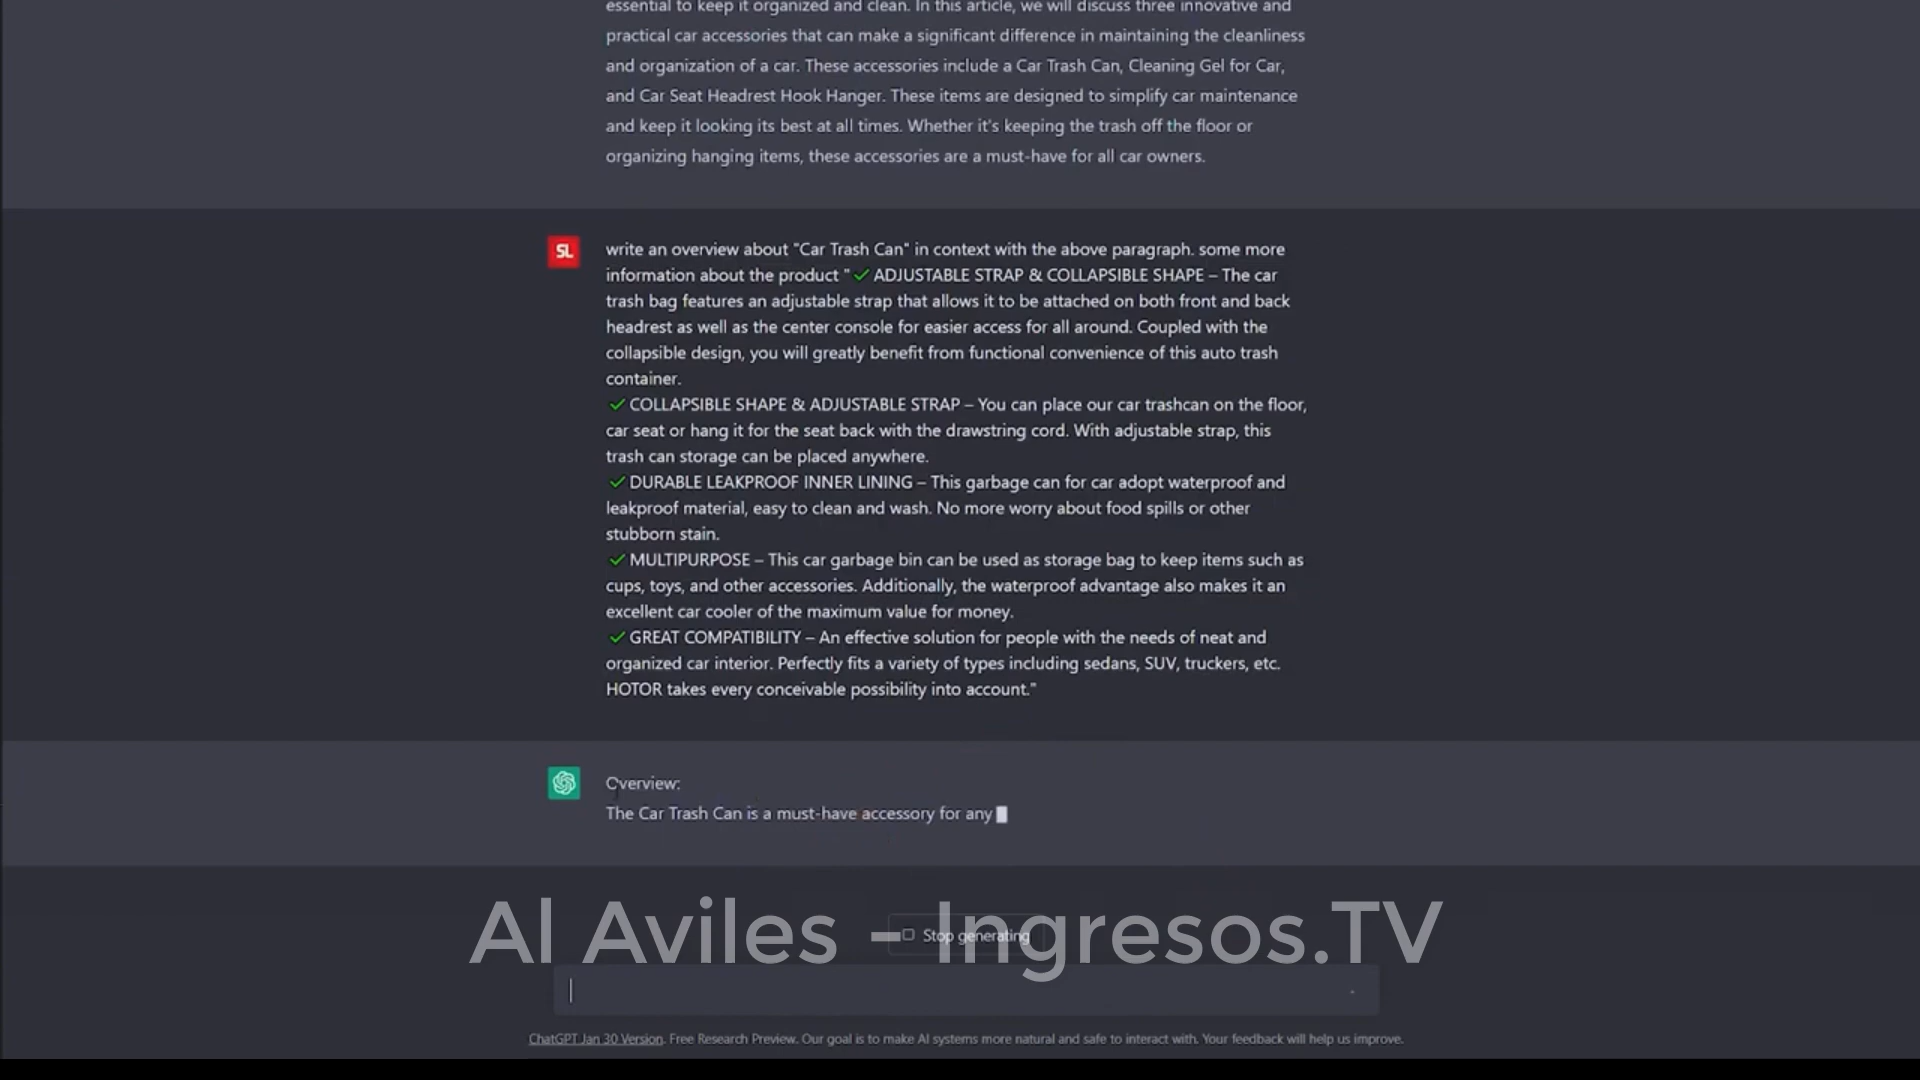 essential to keep it organized and clean. In this article, we will discuss three innovative and
practical car accessories that can make a significant difference in maintaining the cleanliness
and organization of a car. These accessories include a Car Trash Can, Cleaning Gel for Car,
and Car Seat Headrest Hook Hanger. These items are designed to simplify car maintenance
and keep it looking its best at all times. Whether it's keeping the trash off the floor or
organizing hanging items, these accessories are a must-have for all car owners.
SL
write an overview about "Car Trash Can" in context with the above paragraph. some more
information about the product "✓ ADJUSTABLE STRAP & COLLAPSIBLE SHAPE – The car
trash bag features an adjustable strap that allows it to be attached on both front and back
headrest as well as the center console for easier access for all around. Coupled with the
collapsible design, you will greatly benefit from functional convenience of this auto trash
container.
✓ COLLAPSIBLE SHAPE & ADJUSTABLE STRAP – You can place our car trashcan on the floor,
car seat or hang it for the seat back with the drawstring cord. With adjustable strap, this
trash can storage can be placed anywhere.
✓ DURABLE LEAKPROOF INNER LINING – This garbage can for car adopt waterproof and
leakproof material, easy to clean and wash. No more worry about food spills or other
stubborn stain.
✓ MULTIPURPOSE – This car garbage bin can be used as storage bag to keep items such as
cups, toys, and other accessories. Additionally, the waterproof advantage also makes it an
excellent car cooler of the maximum value for money.
✓ GREAT COMPATIBILITY – An effective solution for people with the needs of neat and
organized car interior. Perfectly fits a variety of types including sedans, SUV, truckers, etc.
HOTOR takes every conceivable possibility into account."
Overview:
The Car Trash Can is a must-have accessory for any
Al Aviles - Ingresos.TV
Stop generating
ChatGPT Jan 30 Version. Free Research Preview. Our goal is to make AI systems more natural and safe to interact with. Your feedback will help us improve.